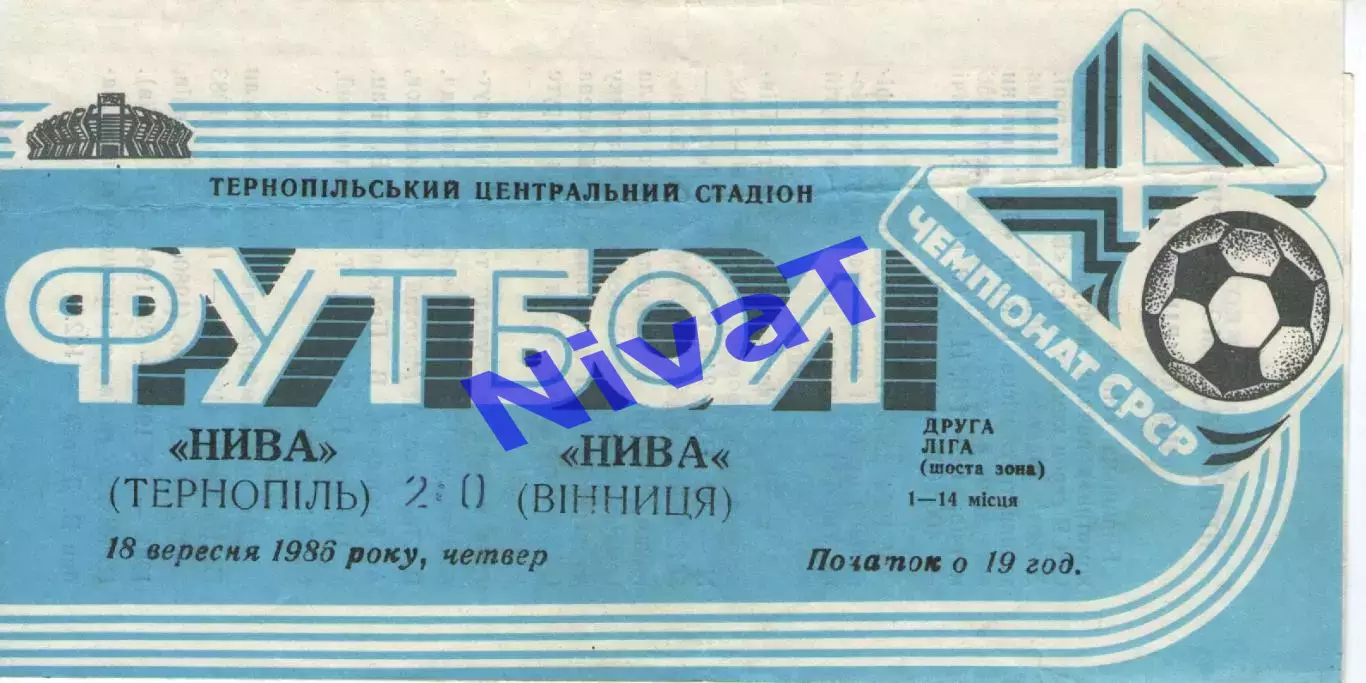 ТЕРНОПІЛЬСЬКИЙ ЦЕНТРАЛЬНИЙ СТАДІОН
ФУТБОЛ
NivaT
ЧЕМПІОНАТ СРСР
«НИВА» «НИВА«
(ТЕРНОПІЛЬ) 2:0 (ВІННИЦЯ)
ДРУГА
ЛІГА
(шоста зона)
1—14 місця
18 вересня 1986 року, четвер
Початок о 19 год.